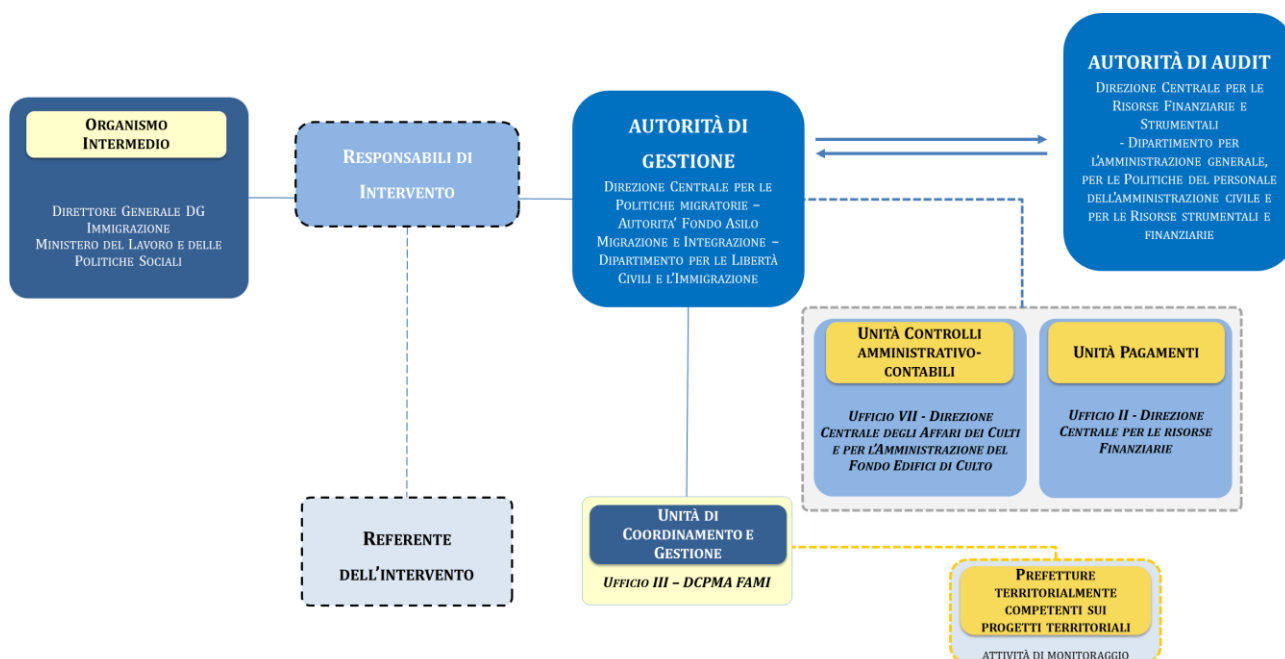 ORGANISMO
INTERMEDIO
DIRETTORE GENERALE DG
IMMIGRAZIONE
MINISTERO DEL LAVORO E DELLE
POLITICHE SOCIALI
RESPONSABILI DI
INTERVENTO
REFERENTE
DELL'INTERVENTO
AUTORITÀ DI
GESTIONE
DIREZIONE CENTRALE PER LE
POLITICHE MIGRATORIE –
AUTORITA' FONDO ASILO
MIGRAZIONE E INTEGRAZIONE –
DIPARTIMENTO PER LE LIBERTÀ
CIVILI E L'IMMIGRAZIONE
UNITÀ DI
COORDINAMENTO E
GESTIONE
UFFICIO III – DCPMA FAMI
AUTORITÀ DI AUDIT
DIREZIONE CENTRALE PER LE
RISORSE FINANZIARIE E
STRUMENTALI
- DIPARTIMENTO PER
L'AMMINISTRAZIONE GENERALE,
PER LE POLITICHE DEL PERSONALE
DELL'AMMINISTRAZIONE CIVILE E
PER LE RISORSE STRUMENTALI E
FINANZIARIE
UNITÀ CONTROLLI
AMMINISTRATIVO-
CONTABILI
UFFICIO VII - DIREZIONE
CENTRALE DEGLI AFFARI DEI CULTI
E PER L'AMMINISTRAZIONE DEL
FONDO EDIFICI DI CULTO
UNITÀ PAGAMENTI
UFFICIO II - DIREZIONE
CENTRALE PER LE RISORSE
FINANZIARIE
PREFETTURE
TERRITORIALMENTE
COMPETENTI SUI
PROGETTI TERRITORIALI
ATTIVITÀ DI MONITORAGGIO